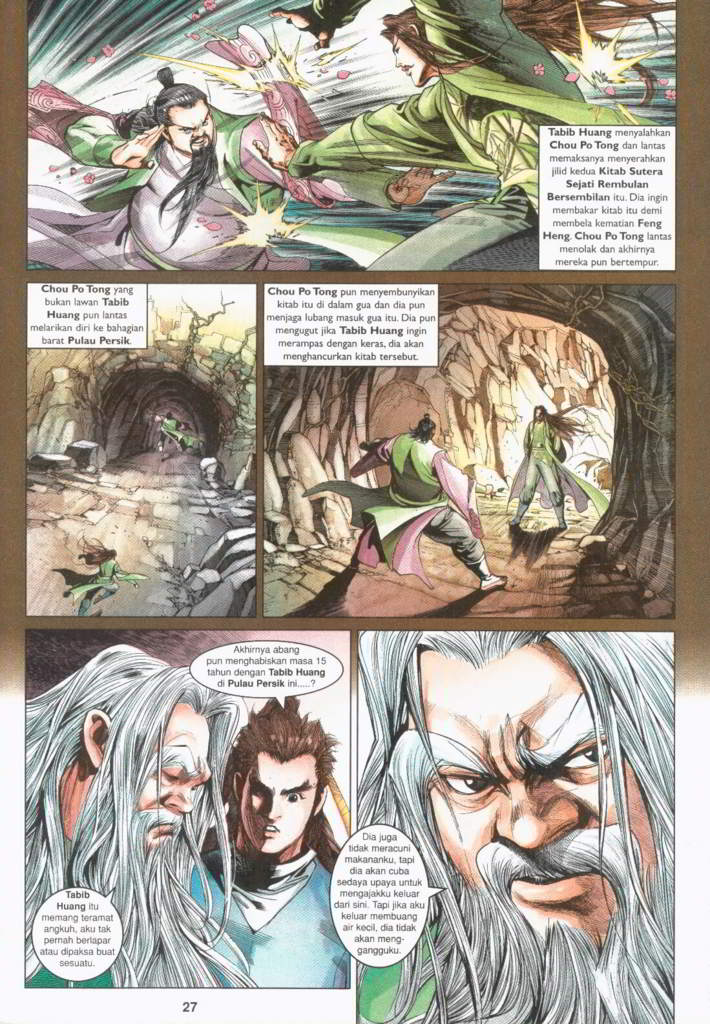 Tabib Huang menyalahkan
Chou Po Tong dan lantas
memaksanya menyerahkan
jilid kedua Kitab Sutera
Sejati Rembulan
Bersembilan itu. Dia ingin
membakar kitab itu demi
membela kematian Feng
Heng. Chou Po Tong lantas
menolak dan akhirnya
mereka pun bertempur.
Chou Po Tong yang
bukan lawan Tabib
Huang pun lantas
melarikan diri ke bahagian
barat Pulau Persik.
Chou Po Tong pun menyembunyikan
kitab itu di dalam gua dan dia pun
menjaga lubang masuk gua itu. Dia pun
mengugut jika Tabib Huang ingin
merampas dengan keras, dia akan
menghancurkan kitab tersebut.
Akhirnya abang
pun menghabiskan masa 15
tahun dengan Tabib Huang
di Pulau Persik ini.....?
Tabib
Huang itu
memang teramat
angkuh, aku tak
pernah berlapar
atau dipaksa buat
sesuatu.
Dia juga
tidak meracuni
makananku, tapi
dia akan cuba
sedaya upaya untuk
mengajakku keluar
dari sini. Tapi jika aku
keluar membuang
air kecil, dia tidak
akan meng-
gangguku.
27